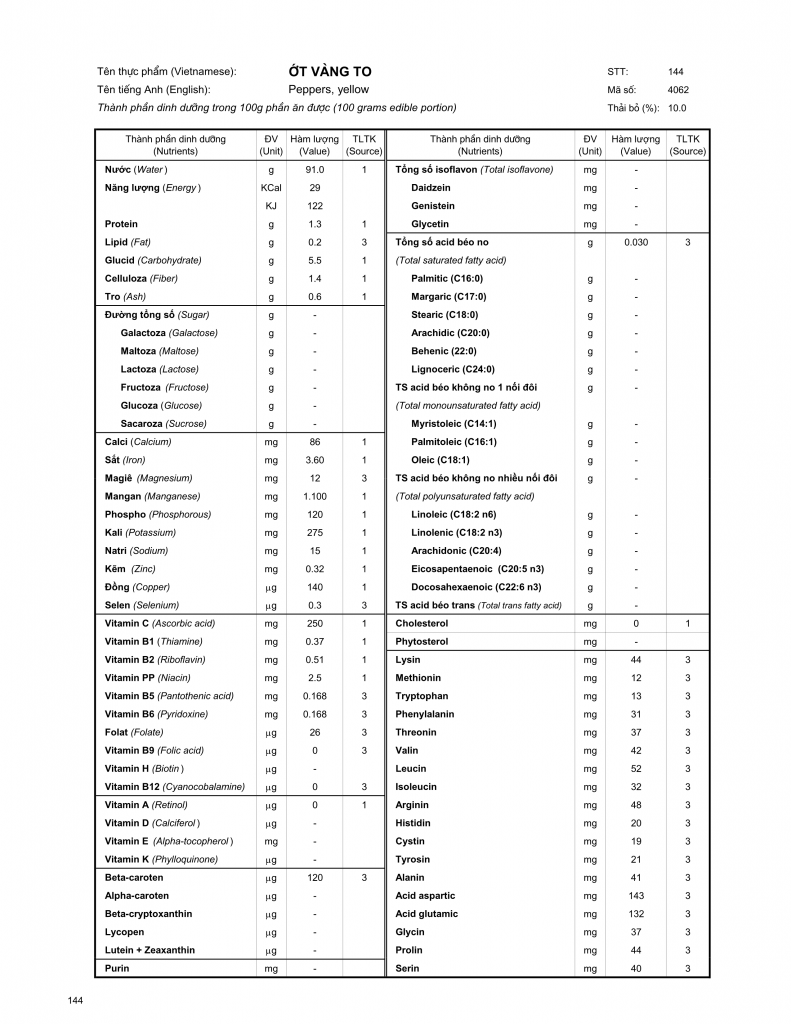 Tên thực phẩm (Vietnamese): ỚT VÀNG TO STT: 144
Tên tiếng Anh (English): Peppers, yellow Mã số: 4062
Thành phần dinh dưỡng trong 100g phần ăn được (100 grams edible portion) Thải bỏ (%): 10.0
Thành phần dinh dưỡng ĐV Hàm lượng TLTK Thành phần dinh dưỡng ĐV Hàm lượng TLTK
(Nutrients) (Unit) (Value) (Source) (Nutrients) (Unit) (Value) (Source)
Nước (Water) g 91.0 1 Tổng số isoflavon (Total isoflavone) mg -
Năng lượng (Energy) KCal 29 Daidzein mg -
KJ 122 Genistein mg -
Protein g 1.3 1 Glycetin mg -
Lipid (Fat) g 0.2 3 Tổng số acid béo no g 0.030 3
Glucid (Carbohydrate) g 5.5 1 (Total saturated fatty acid)
Celluloza (Fiber) g 1.4 1 Palmitic (C16:0) g -
Tro (Ash) g 0.6 1 Margaric (C17:0) g -
Đường tổng số (Sugar) g - Stearic (C18:0) g -
Galactoza (Galactose) g - Arachidic (C20:0) g -
Maltoza (Maltose) g - Behenic (22:0) g -
Lactoza (Lactose) g - Lignoceric (C24:0) g -
Fructoza (Fructose) g - TS acid béo không no 1 nối đôi g -
Glucoza (Glucose) g - (Total monounsaturated fatty acid)
Sacaroza (Sucrose) g - Myristoleic (C14:1) g -
Calci (Calcium) mg 86 1 Palmitoleic (C16:1) g -
Sắt (Iron) mg 3.60 1 Oleic (C18:1) g -
Magiê (Magnesium) mg 12 3 TS acid béo không no nhiều nối đôi g -
Mangan (Manganese) mg 1.100 1 (Total polyunsaturated fatty acid)
Phospho (Phosphorous) mg 120 1 Linoleic (C18:2 n6) g -
Kali (Potassium) mg 275 1 Linolenic (C18:2 n3) g -
Natri (Sodium) mg 15 1 Arachidonic (C20:4) g -
Kẽm (Zinc) mg 0.32 1 Eicosapentaenoic (C20:5 n3) g -
Đồng (Copper) μg 140 1 Docosahexaenoic (C22:6 n3) g -
Selen (Selenium) μg 0.3 3 TS acid béo trans (Total trans fatty acid) g -
Vitamin C (Ascorbic acid) mg 250 1 Cholesterol mg 0 1
Vitamin B1 (Thiamine) mg 0.37 1 Phytosterol mg -
Vitamin B2 (Riboflavin) mg 0.51 1 Lysin mg 44 3
Vitamin PP (Niacin) mg 2.5 1 Methionin mg 12 3
Vitamin B5 (Pantothenic acid) mg 0.168 3 Tryptophan mg 13 3
Vitamin B6 (Pyridoxine) mg 0.168 3 Phenylalanin mg 31 3
Folat (Folate) μg 26 3 Threonin mg 37 3
Vitamin B9 (Folic acid) μg 0 3 Valin mg 42 3
Vitamin H (Biotin) μg - Leucin mg 52 3
Vitamin B12 (Cyanocobalamine) μg 0 3 Isoleucin mg 32 3
Vitamin A (Retinol) μg 0 1 Arginin mg 48 3
Vitamin D (Calciferol) μg - Histidin mg 20 3
Vitamin E (Alpha-tocopherol) mg - Cystin mg 19 3
Vitamin K (Phylloquinone) μg - Tyrosin mg 21 3
Beta-caroten μg 120 3 Alanin mg 41 3
Alpha-caroten μg - Acid aspartic mg 143 3
Beta-cryptoxanthin μg - Acid glutamic mg 132 3
Lycopen μg - Glycin mg 37 3
Lutein + Zeaxanthin μg - Prolin mg 44 3
Purin mg - Serin mg 40 3
144